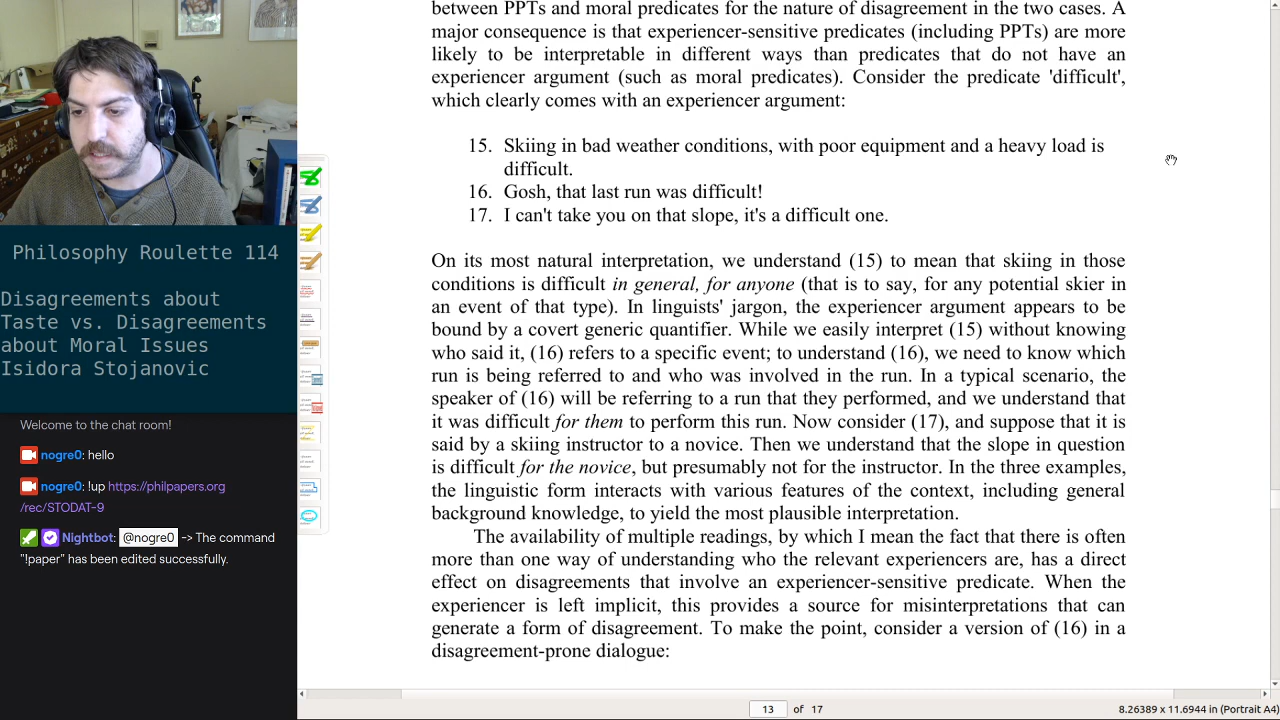 between PPTs and moral predicates for the nature of disagreement in the two cases. A
major consequence is that experiencer-sensitive predicates (including PPTs) are more
likely to be interpretable in different ways than predicates that do not have an
experiencer argument (such as moral predicates). Consider the predicate 'difficult',
which clearly comes with an experiencer argument:
15. Skiing in bad weather conditions, with poor equipment and a heavy load is
difficult.
16. Gosh, that last run was difficult!
17. I can't take you on that slope: it's a difficult one.
On its most natural interpretation, we understand (15) to mean that skiing in those
conditions is difficult in general, for anyone (that is to say, for any relevant skier,
amateur of the genre). In other words, the experiencer argument appears to be
bound by a covert generic quantifier. While we easily interpret (15) without knowing
who said it, (16) differs in this respect. For, to understand (16), we need to know which
run is being referred to and who was involved in it. In the typical scenario, the
speaker of (16) will be referring to a run that they performed, and we understand that
it was difficult for them, i.e. for the speaker. Finally, consider (17), and suppose that it is
said by a skiing instructor to a novice. Then we understand that the slope in question
is difficult for the novice, but presumably not for the instructor. In all three examples,
the linguistic cues interact with various features of the context, including general
background knowledge, to yield the most plausible interpretation.
The availability of multiple readings, by which I mean the fact that there is often
more than one way of understanding who the relevant experiencers are, has a direct
effect on disagreements that involve an experiencer-sensitive predicate. When the
experiencer is left implicit, this provides a source for misinterpretations that can
generate a form of disagreement. To make the point, consider a version of (16) in a
disagreement-prone dialogue:
Philosophy Roulette 114
Disagreements about
Taste vs. Disagreements
about Moral Issues
Isidora Stojanovic
Welcome to the chat room!
nogre0: hello
nogre0: !up https://philpapers.org
/rec/STODAT-9
Nightbot: @nogre0 -> The command
"!paper" has been edited successfully.
13 of 17
8.26389 x 11.6944 in (Portrait A4)